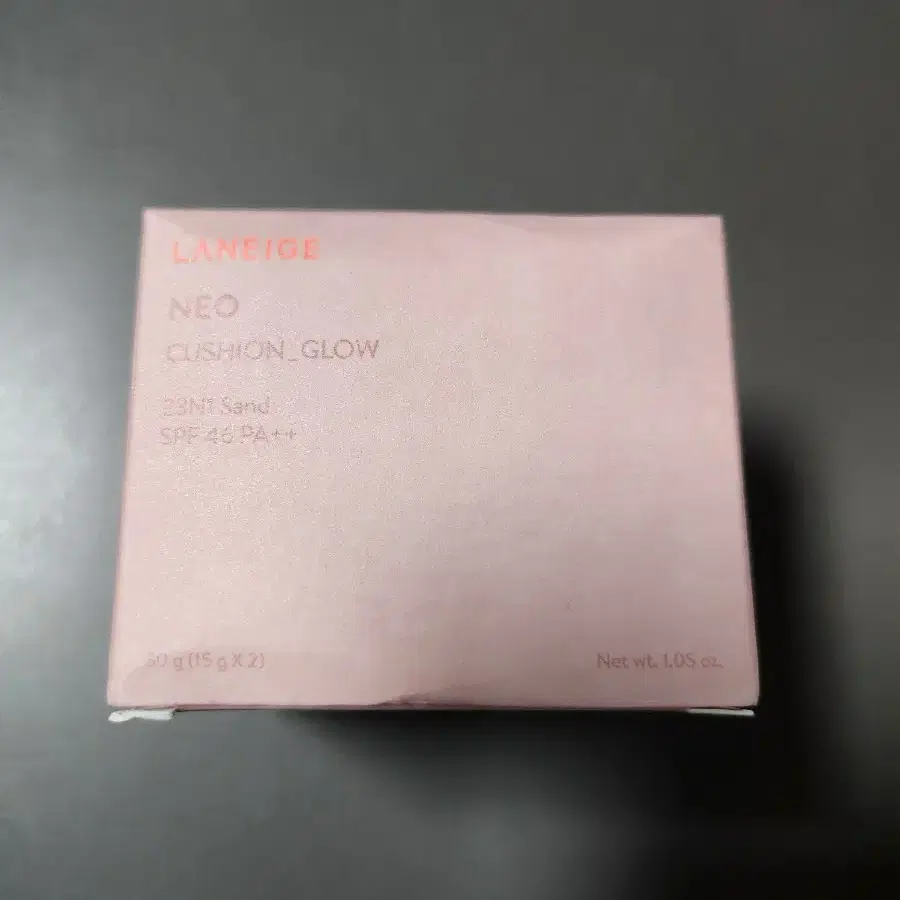 LANEIGE
NEO
CUSHION_GLOW
23N1 Sand
SPF 46 PA++
30 g (15 g X 2)
Net wt. 1.05 oz.